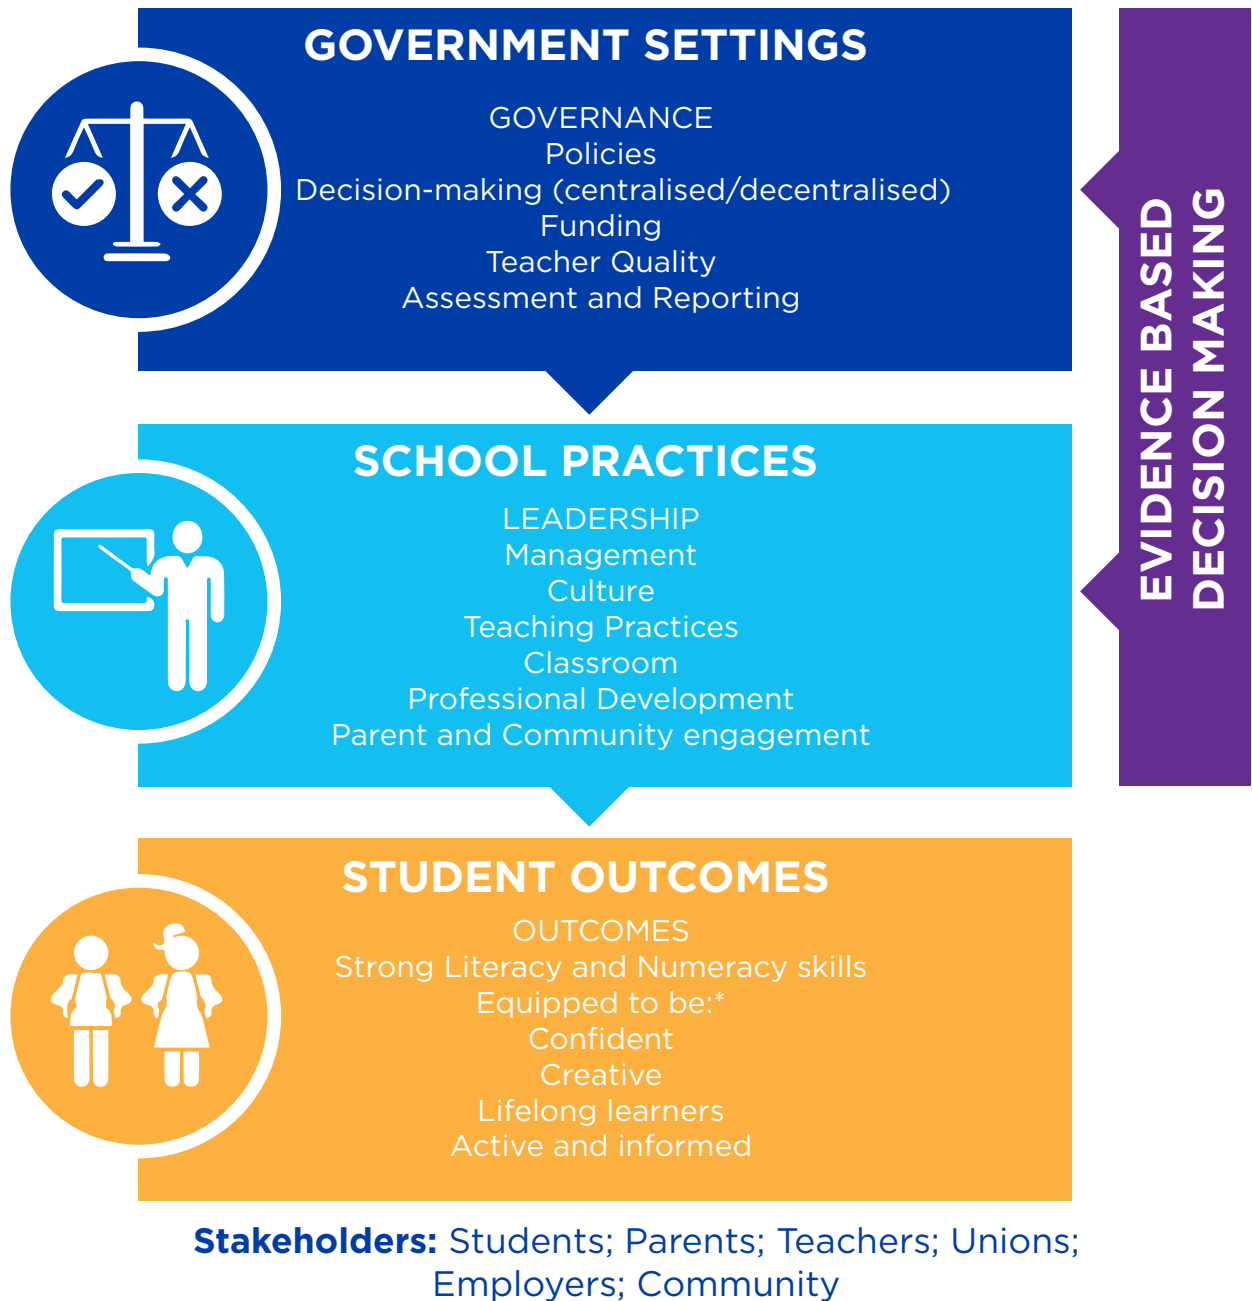 GOVERNMENT SETTINGS
GOVERNANCE
Policies
Decision-making (centralised/decentralised)
Funding
Teacher Quality
Assessment and Reporting
SCHOOL PRACTICES
LEADERSHIP
Management
Culture
Teaching Practices
Classroom
Professional Development
Parent and Community engagement
STUDENT OUTCOMES
OUTCOMES
Strong Literacy and Numeracy skills
Equipped to be:*
Confident
Creative
Lifelong learners
Active and informed
EVIDENCE BASED
DECISION MAKING
Stakeholders: Students; Parents; Teachers; Unions;
Employers; Community